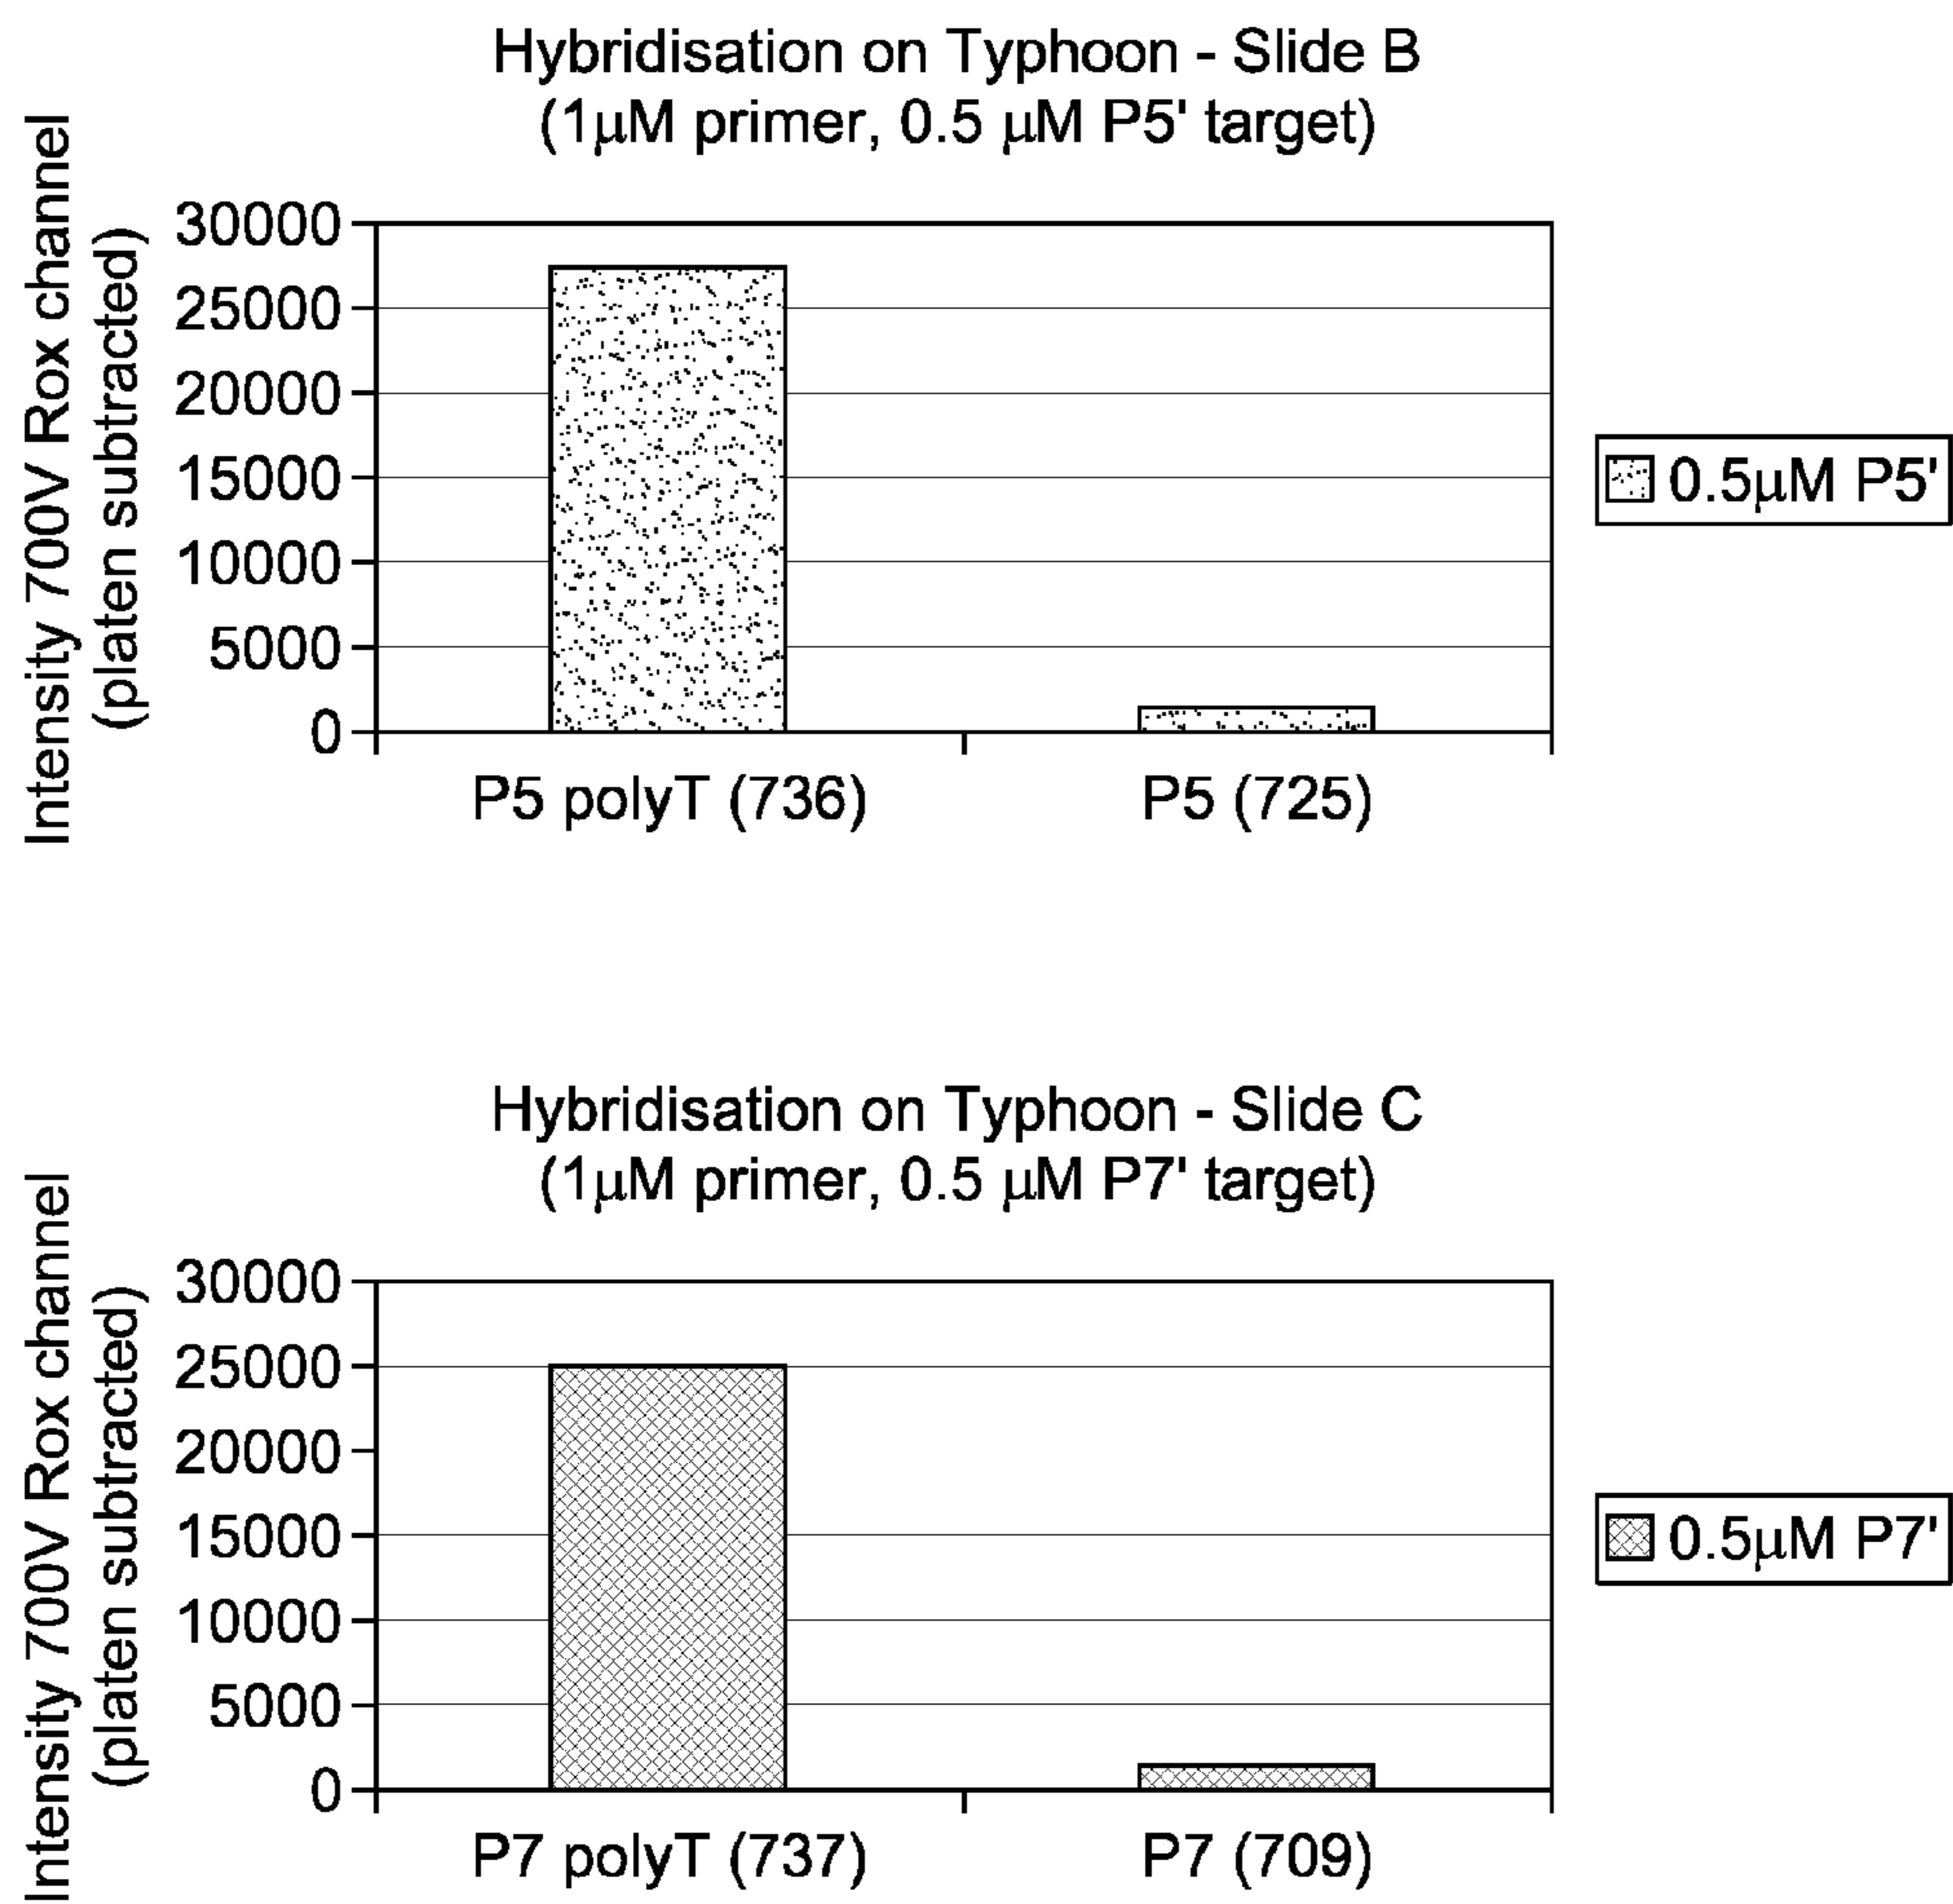 Hybridisation on Typhoon - Slide B
(1μM primer, 0.5 μM P5' target)
Intensity 700V Rox channel
(platen subtracted)
30000
25000
20000
15000
10000
5000
0
P5 polyT (736)
P5 (725)
0.5μM P5'
Hybridisation on Typhoon - Slide C
(1μM primer, 0.5 μM P7' target)
Intensity 700V Rox channel
(platen subtracted)
30000
25000
20000
15000
10000
5000
0
P7 polyT (737)
P7 (709)
0.5μM P7'